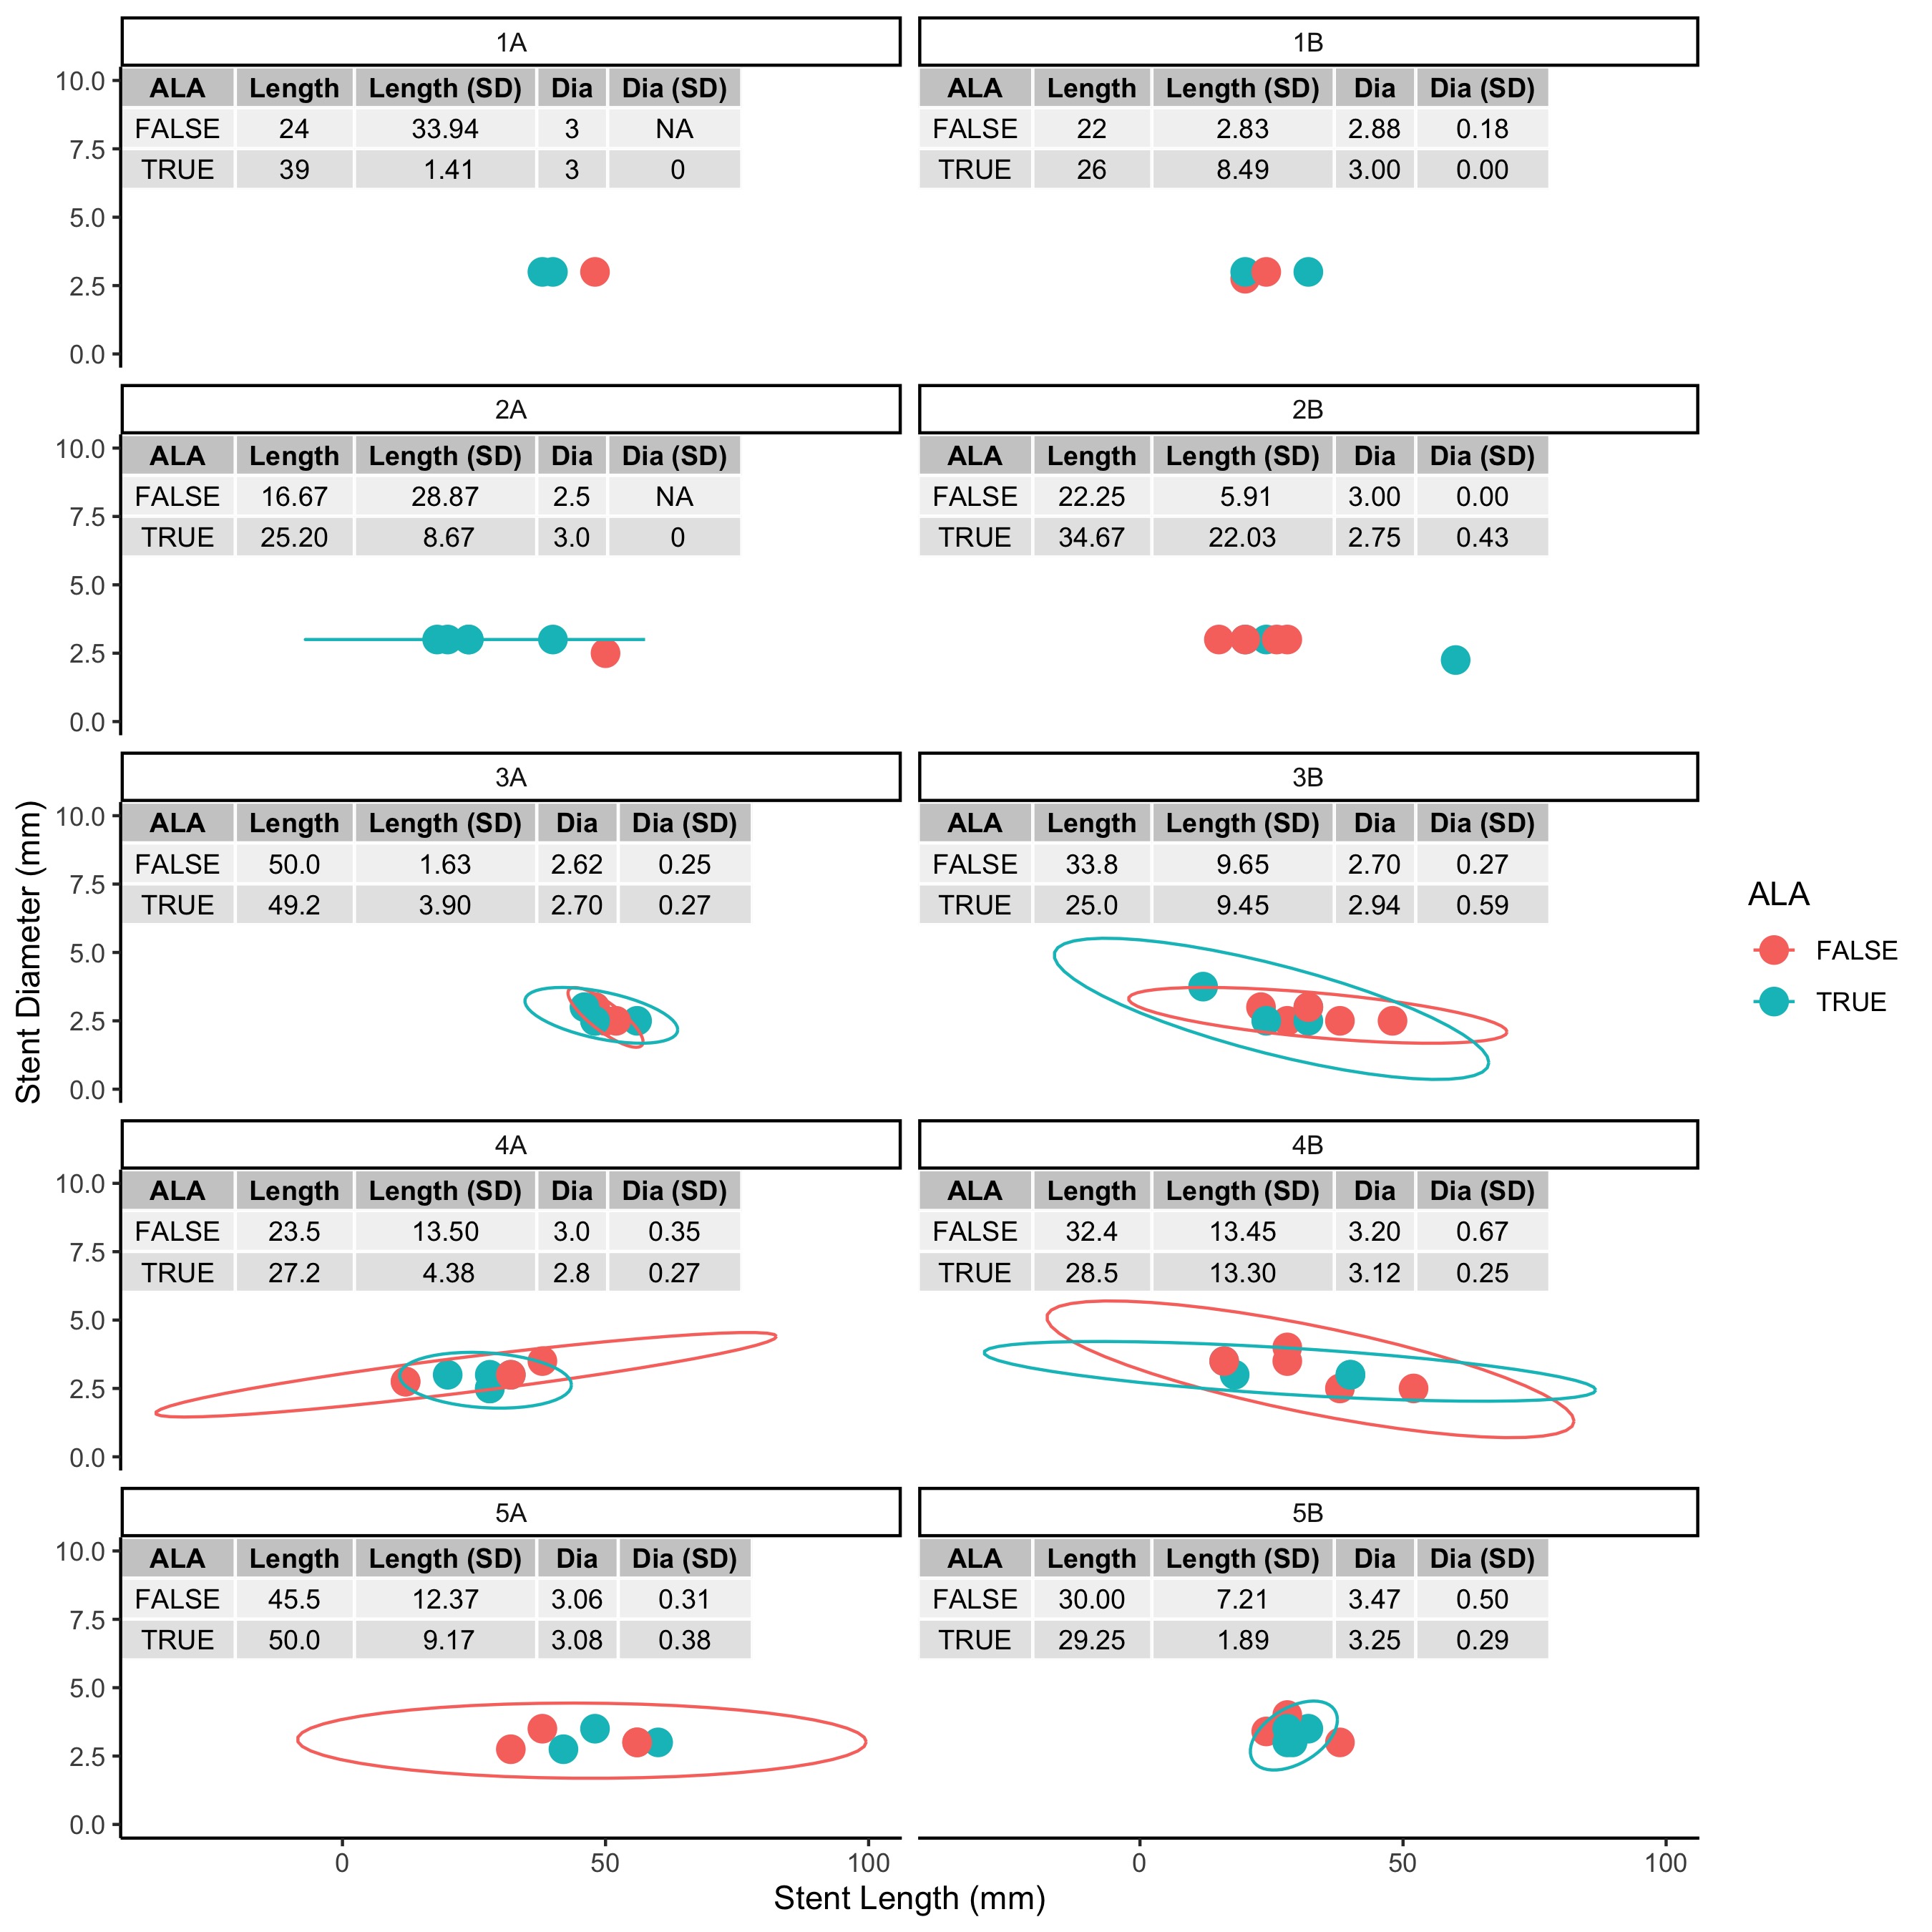 1A
ALA Length Length (SD) Dia Dia (SD)
FALSE 24 33.94 3 NA
TRUE 39 1.41 3 0
10.0
7.5
5.0
2.5
0.0
1B
ALA Length Length (SD) Dia Dia (SD)
FALSE 22 2.83 2.88 0.18
TRUE 26 8.49 3.00 0.00
2A
ALA Length Length (SD) Dia Dia (SD)
FALSE 16.67 28.87 2.5 NA
TRUE 25.20 8.67 3.0 0
10.0
7.5
5.0
2.5
0.0
2B
ALA Length Length (SD) Dia Dia (SD)
FALSE 22.25 5.91 3.00 0.00
TRUE 34.67 22.03 2.75 0.43
3A
ALA Length Length (SD) Dia Dia (SD)
FALSE 50.0 1.63 2.62 0.25
TRUE 49.2 3.90 2.70 0.27
10.0
7.5
5.0
2.5
0.0
3B
ALA Length Length (SD) Dia Dia (SD)
FALSE 33.8 9.65 2.70 0.27
TRUE 25.0 9.45 2.94 0.59
4A
ALA Length Length (SD) Dia Dia (SD)
FALSE 23.5 13.50 3.0 0.35
TRUE 27.2 4.38 2.8 0.27
10.0
7.5
5.0
2.5
0.0
4B
ALA Length Length (SD) Dia Dia (SD)
FALSE 32.4 13.45 3.20 0.67
TRUE 28.5 13.30 3.12 0.25
5A
ALA Length Length (SD) Dia Dia (SD)
FALSE 45.5 12.37 3.06 0.31
TRUE 50.0 9.17 3.08 0.38
10.0
7.5
5.0
2.5
0.0
5B
ALA Length Length (SD) Dia Dia (SD)
FALSE 30.00 7.21 3.47 0.50
TRUE 29.25 1.89 3.25 0.29
0 50 100
0 50 100
Stent Length (mm)
Stent Diameter (mm)
ALA
FALSE
TRUE